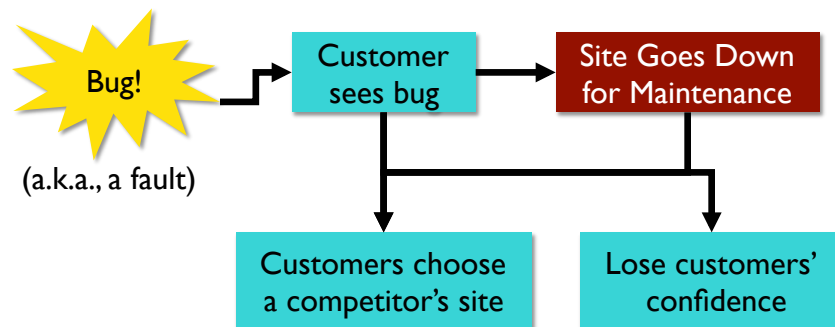 Bug!
(a.k.a., a fault)
Customer
sees bug
Site Goes Down
for Maintenance
Customers choose
a competitor’s site
Lose customers’
confidence